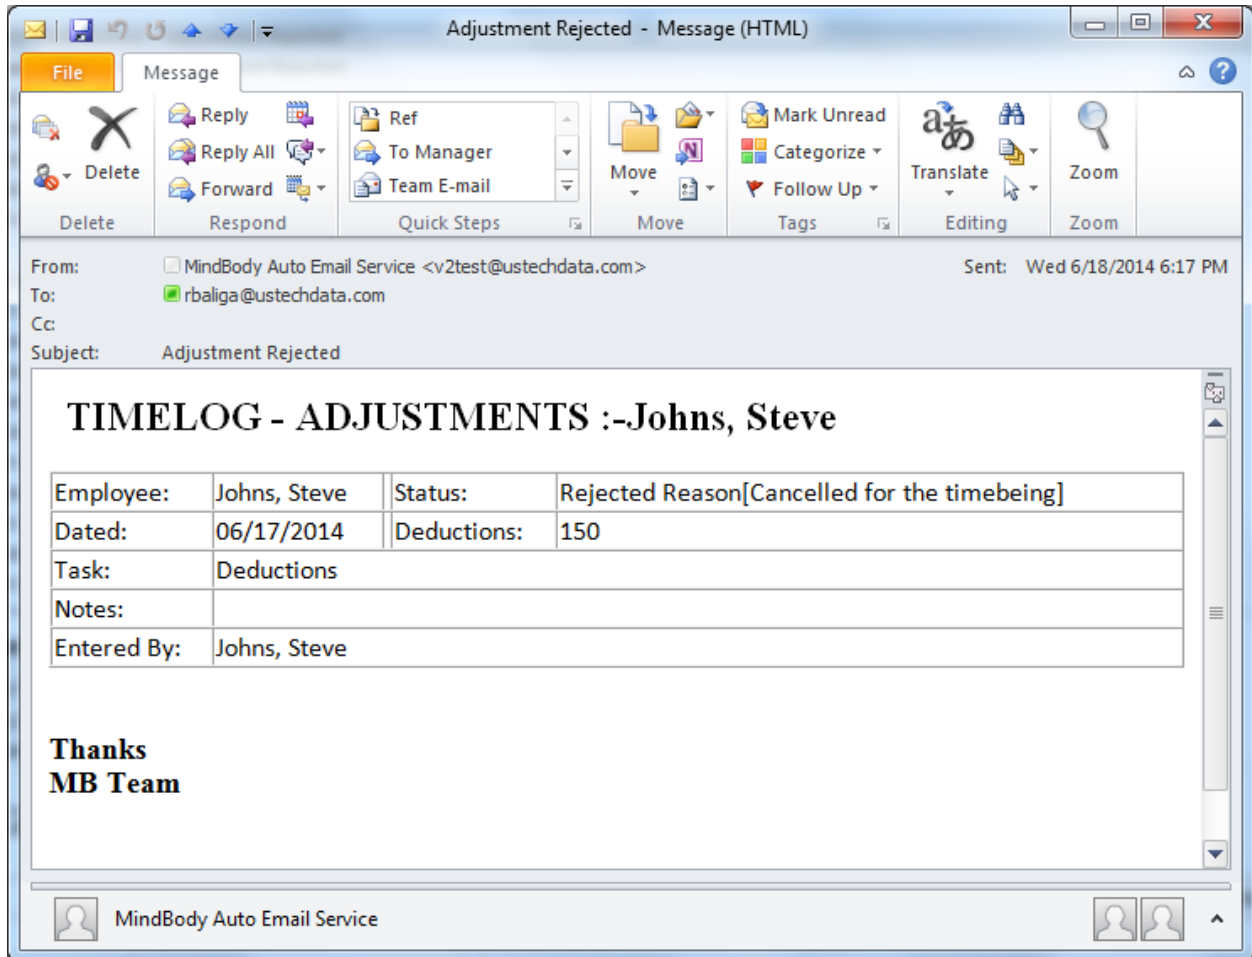 Adjustment Rejected - Message (HTML)
File
Message
Delete
Reply
Reply All
Forward
Ref
To Manager
Team E-mail
Move
Mark Unread
Categorize
Follow Up
Translate
Zoom
Delete
Respond
Quick Steps
Move
Tags
Editing
Zoom
From: MindBody Auto Email Service <v2test@ustechdata.com> Sent: Wed 6/18/2014 6:17 PM
To: rbaliga@ustechdata.com
Cc:
Subject: Adjustment Rejected
TIMELOG - ADJUSTMENTS :-Johns, Steve
Employee: Johns, Steve Status: Rejected Reason[Cancelled for the timebeing]
Dated: 06/17/2014 Deductions: 150
Task: Deductions
Notes:
Entered By: Johns, Steve
Thanks
MB Team
MindBody Auto Email Service